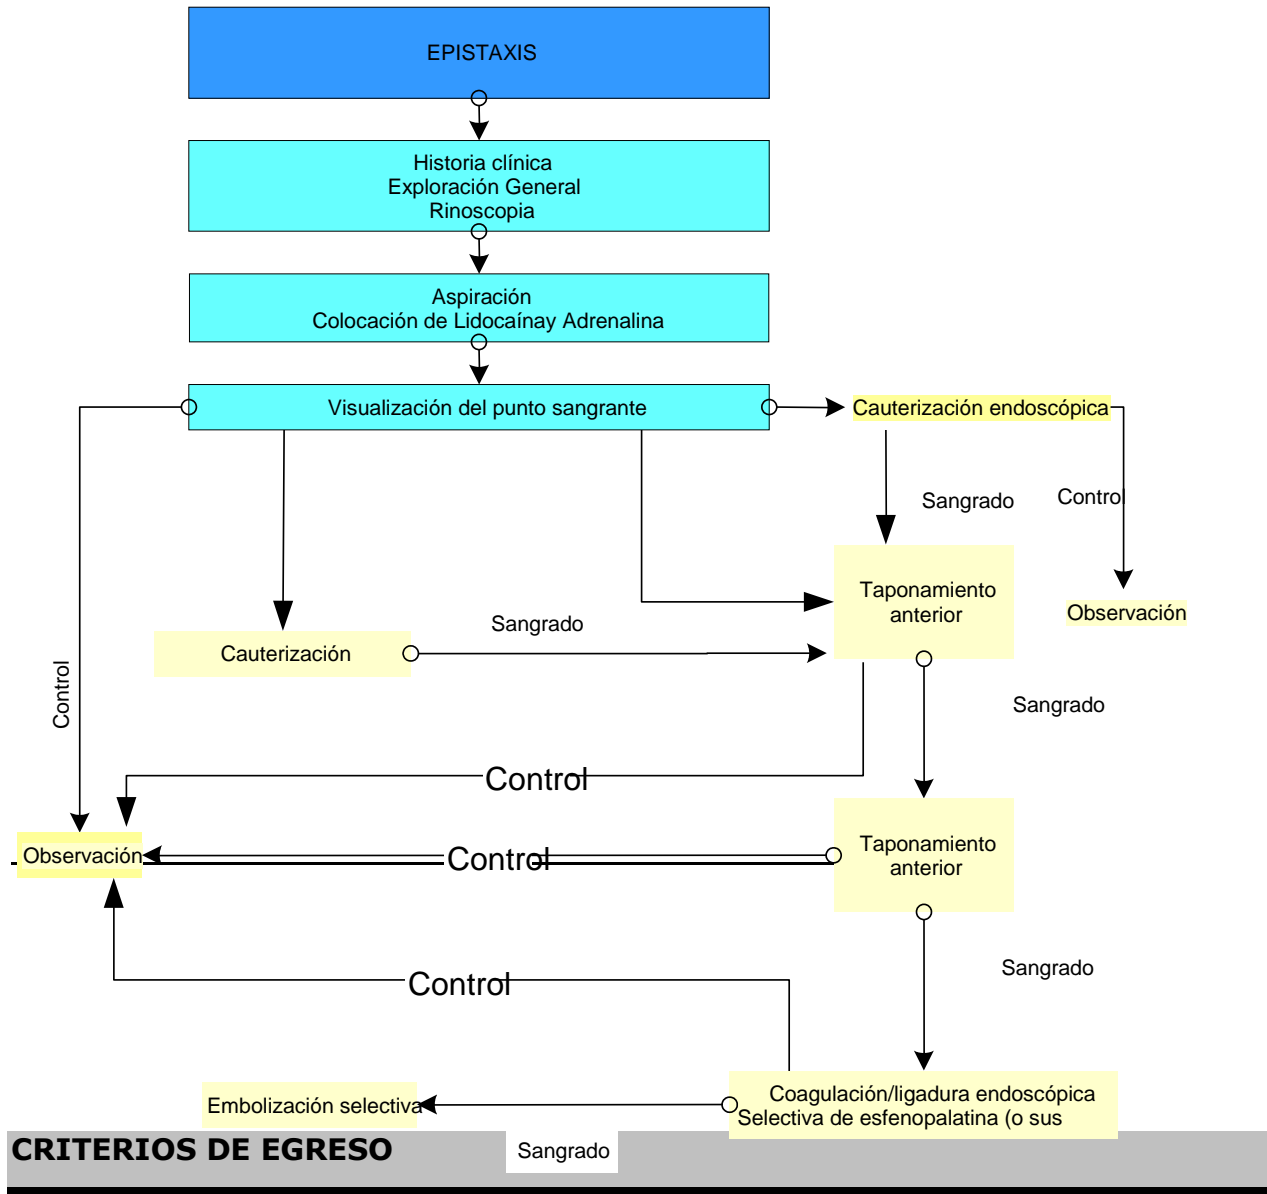 EPISTAXIS
Historia clínica
Exploración General
Rinoscopia
Aspiración
Colocación de Lidocaínay Adrenalina
Visualización del punto sangrante
Cauterización endoscópica
Sangrado
Control
Taponamiento
anterior
Observación
Sangrado
Cauterización
Control
Sangrado
Control
Taponamiento
anterior
Observación
Control
Sangrado
Control
Coagulación/ligadura endoscópica
Selectiva de esfenopalatina (o sus
Embolización selectiva
Sangrado
CRITERIOS DE EGRESO